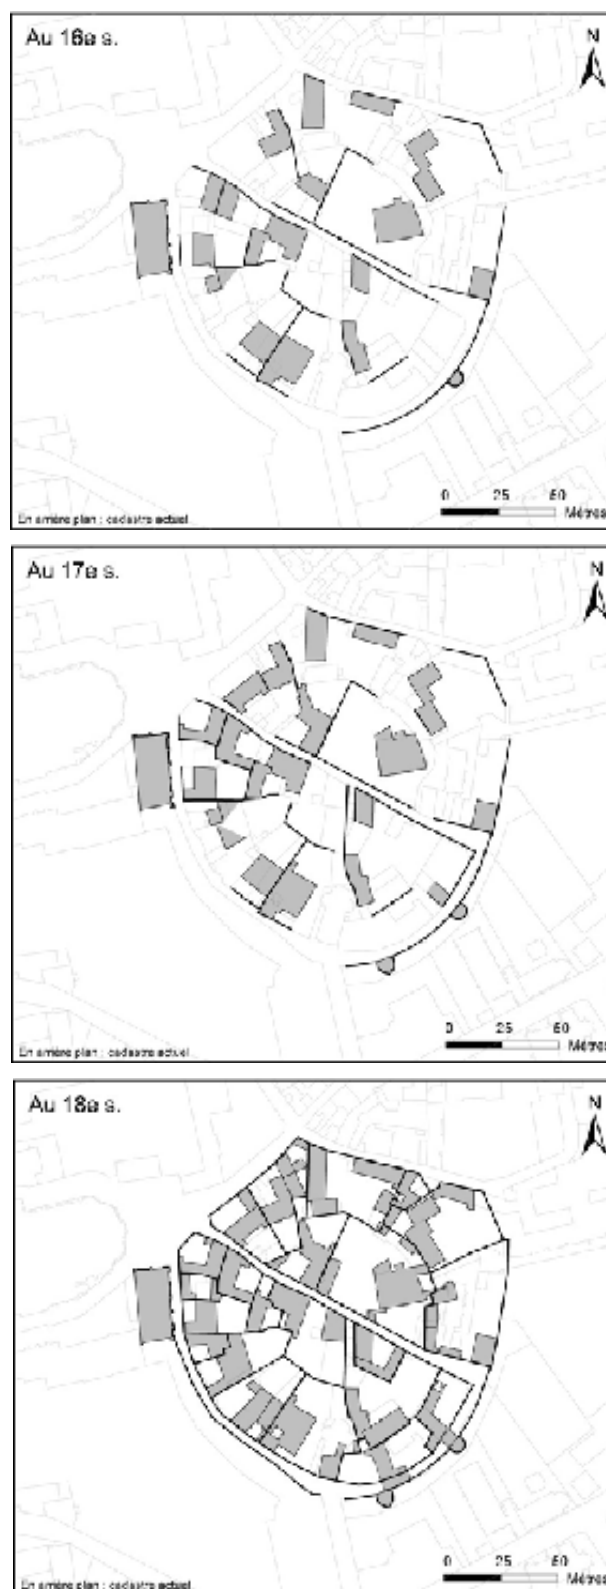 Au 16e s.
N
0 25 50
Mètres
En arrière plan : cadastre actuel
Au 17e s.
N
0 25 50
Mètres
En arrière plan : cadastre actuel
Au 18e s.
N
0 25 50
Mètres
En arrière plan : cadastre actuel